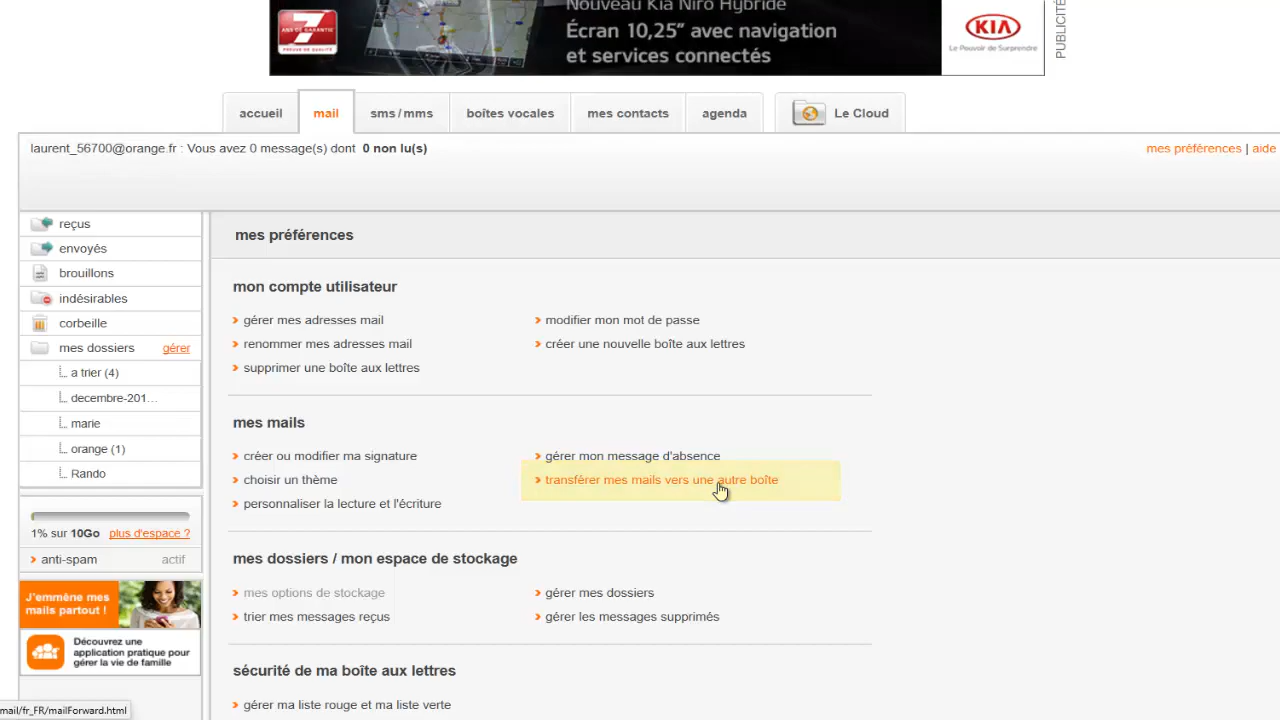 Nouveau Kia Niro Hybride
Écran 10,25" avec navigation
et services connectés
7
ANS DE GARANTIE
PREUVE DE QUALITÉ
KIA
Le Pouvoir de Surprendre
PUBLICITÉ
accueil
mail
sms/mms
boîtes vocales
mes contacts
agenda
Le Cloud
laurent_56700@orange.fr : Vous avez 0 message(s) dont 0 non lu(s)
mes préférences | aide
reçus
envoyés
brouillons
indésirables
corbeille
mes dossiers gérer
a trier (4)
decembre-201...
marie
orange (1)
Rando
1% sur 10Go plus d'espace ?
anti-spam actif
J'emmène mes
mails partout !
Découvrez une
application pratique pour
gérer la vie de famille
mes préférences
mon compte utilisateur
gérer mes adresses mail
modifier mon mot de passe
renommer mes adresses mail
créer une nouvelle boîte aux lettres
supprimer une boîte aux lettres
mes mails
créer ou modifier ma signature
gérer mon message d'absence
choisir un thème
transférer mes mails vers une autre boîte
personnaliser la lecture et l'écriture
mes dossiers / mon espace de stockage
mes options de stockage
gérer mes dossiers
trier mes messages reçus
gérer les messages supprimés
sécurité de ma boîte aux lettres
gérer ma liste rouge et ma liste verte
mail/fr_FR/mailForward.html